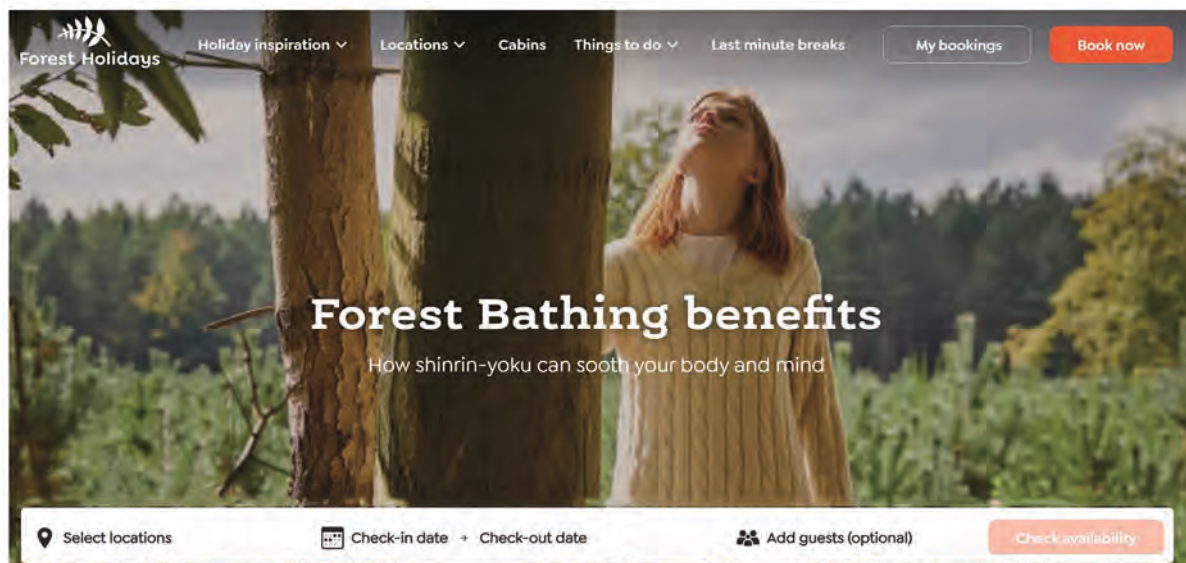 Forest Holidays
Holiday inspiration
Locations
Cabins
Things to do
Last minute breaks
My bookings
Book now
Forest Bathing benefits
How shinrin-yoku can sooth your body and mind
Select locations
Check-in date → Check-out date
Add guests (optional)
Check availability